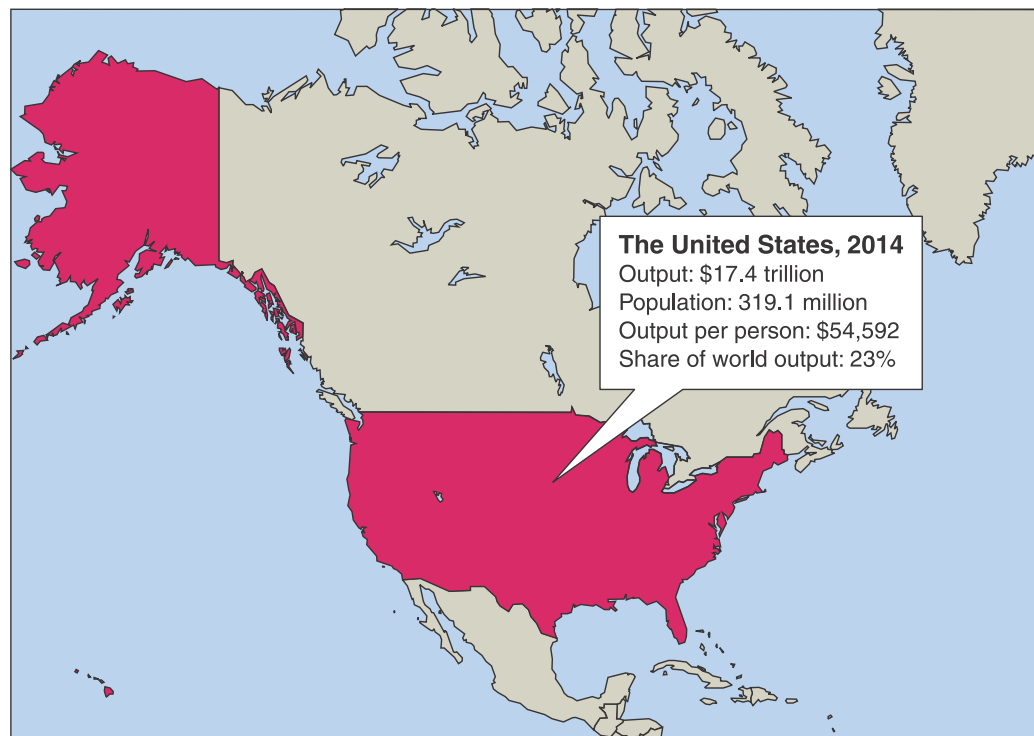 The United States, 2014
Output: $17.4 trillion
Population: 319.1 million
Output per person: $54,592
Share of world output: 23%